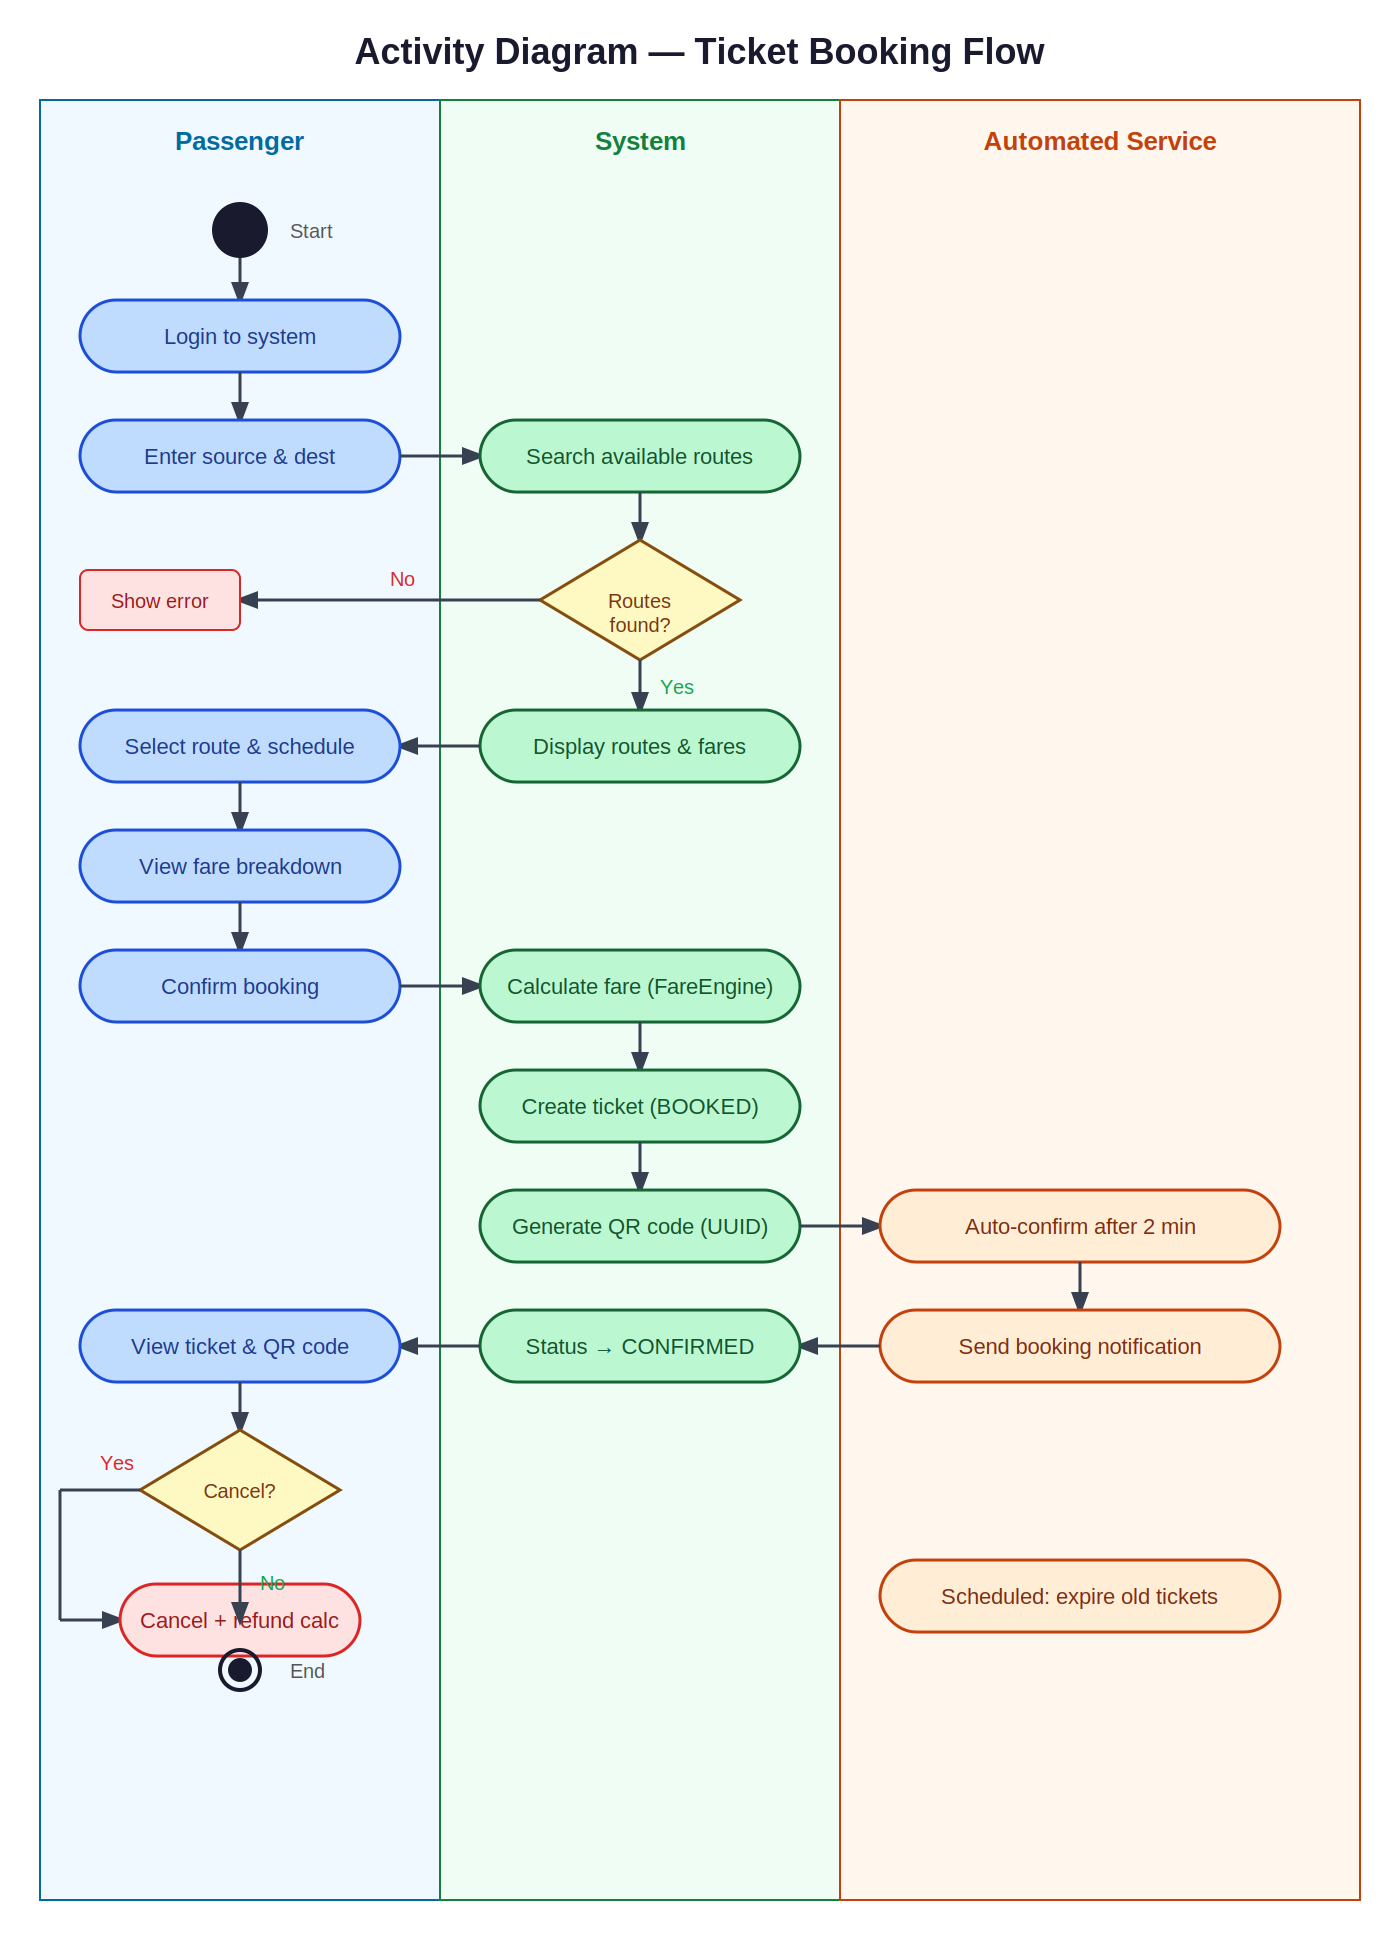 Activity Diagram — Ticket Booking Flow
Passenger
System
Automated Service
Start
Login to system
Enter source & dest
Search available routes
No
Show error
Routes
found?
Yes
Select route & schedule
Display routes & fares
View fare breakdown
Confirm booking
Calculate fare (FareEngine)
Create ticket (BOOKED)
Generate QR code (UUID)
Auto-confirm after 2 min
View ticket & QR code
Status → CONFIRMED
Send booking notification
Yes
Cancel?
No
Cancel + refund calc
Scheduled: expire old tickets
End